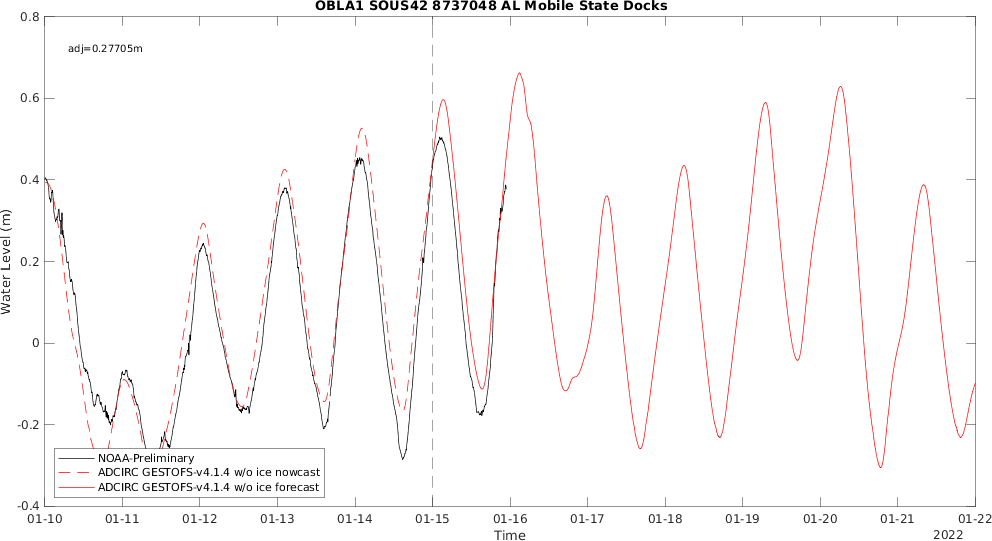 OBLA1 SOUS42 8737048 AL Mobile State Docks
0.8
adj=0.27705m
0.6
0.4
0.2
0
-0.2
-0.4
Water Level (m)
NOAA-Preliminary
ADCIRC GESTOFS-v4.1.4 w/o ice nowcast
ADCIRC GESTOFS-v4.1.4 w/o ice forecast
01-10 01-11 01-12 01-13 01-14 01-15 01-16 01-17 01-18 01-19 01-20 01-21 01-22
Time
2022